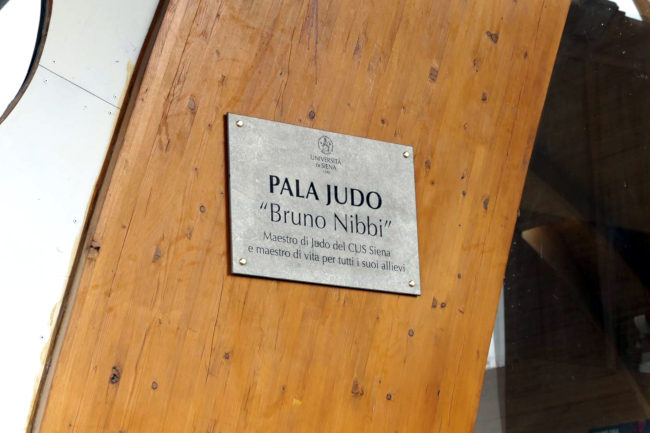 UNIVERSITÀ
DI SIENA
1240
PALA JUDO
"Bruno Nibbi"
Maestro di Judo del CUS Siena
e maestro di vita per tutti i suoi allievi